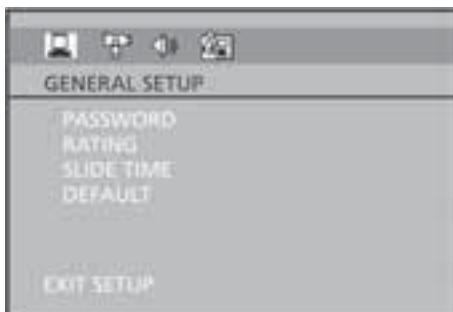 GENERAL SETUP
PASSWORD
RATING
SLIDE TIME
DEFAULT
EXIT SETUP